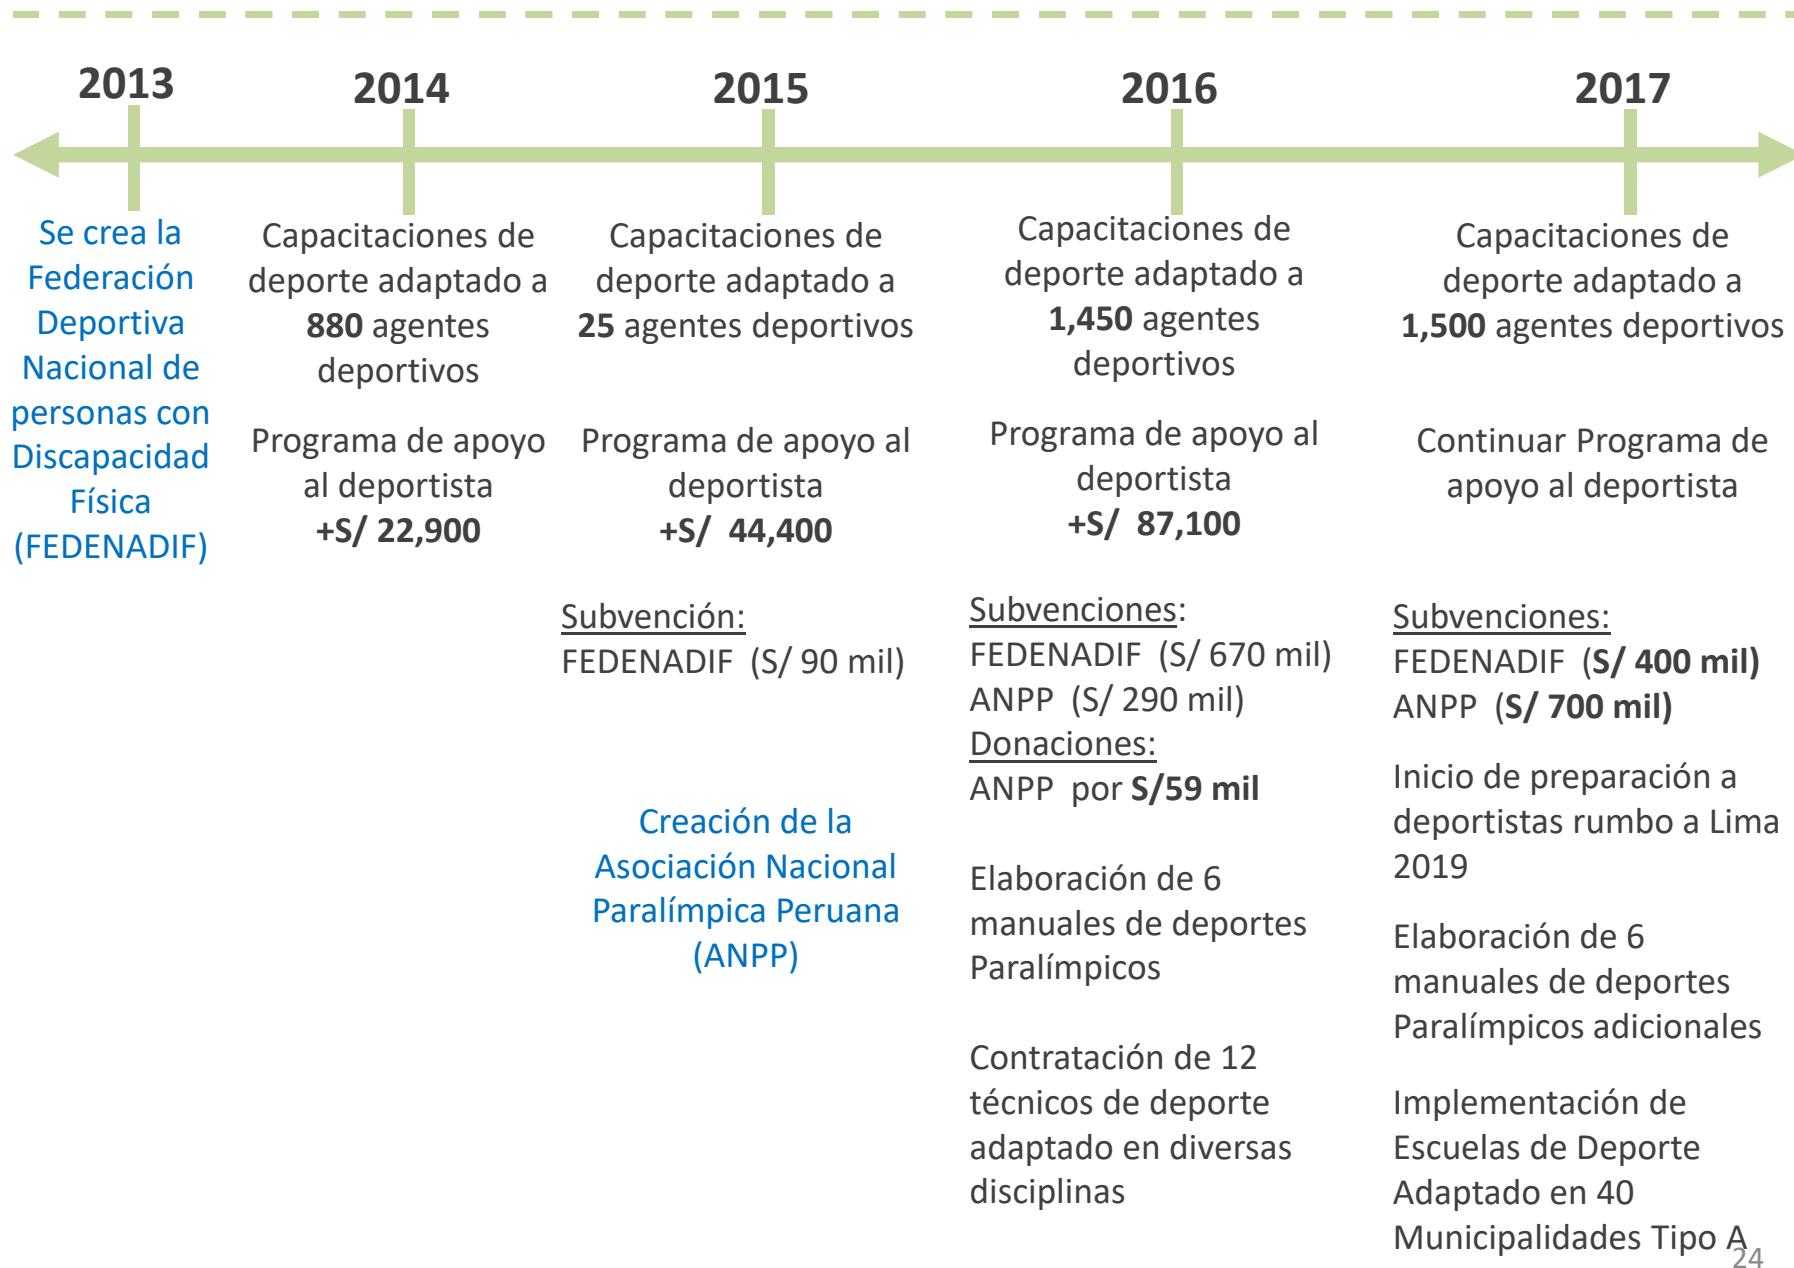 2013
2014
2015
2016
2017
Se crea la
Federación
Deportiva
Nacional de
personas con
Discapacidad
Física
(FEDENADIF)
Capacitaciones de
deporte adaptado a
880 agentes
deportivos
Programa de apoyo
al deportista
+S/ 22,900
Capacitaciones de
deporte adaptado a
25 agentes deportivos
Programa de apoyo al
deportista
+S/  44,400
Subvención:
FEDENADIF  (S/ 90 mil)
Creación de la
Asociación Nacional
Paralímpica Peruana
(ANPP)
Capacitaciones de
deporte adaptado a
1,450 agentes
deportivos
Programa de apoyo al
deportista
+S/  87,100
Subvenciones:
FEDENADIF  (S/ 670 mil)
ANPP  (S/ 290 mil)
Donaciones:
ANPP  por S/59 mil
Elaboración de 6
manuales de deportes
Paralímpicos
Contratación de 12
técnicos de deporte
adaptado en diversas
disciplinas
Capacitaciones de
deporte adaptado a
1,500 agentes deportivos
Continuar Programa de
apoyo al deportista
Subvenciones:
FEDENADIF  (S/ 400 mil)
ANPP  (S/ 700 mil)
Inicio de preparación a
deportistas rumbo a Lima
2019
Elaboración de 6
manuales de deportes
Paralímpicos adicionales
Implementación de
Escuelas de Deporte
Adaptado en 40
Municipalidades Tipo A
24